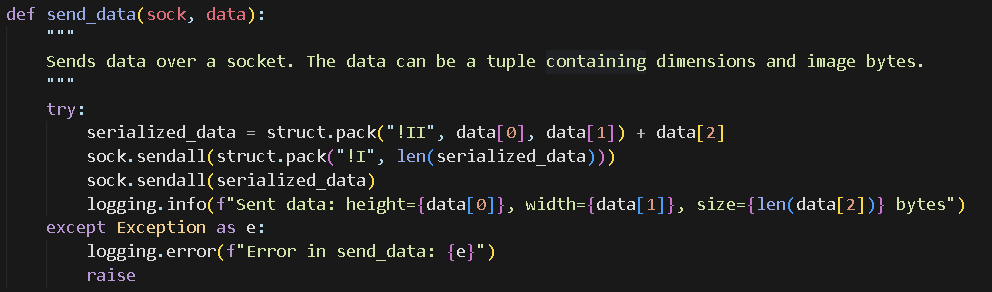 def send_data(sock, data):
    """
    Sends data over a socket. The data can be a tuple containing dimensions and image bytes.
    """
    try:
        serialized_data = struct.pack("!II", data[0], data[1]) + data[2]
        sock.sendall(struct.pack("!I", len(serialized_data)))
        sock.sendall(serialized_data)
        logging.info(f"Sent data: height={data[0]}, width={data[1]}, size={len(data[2])} bytes")
    except Exception as e:
        logging.error(f"Error in send_data: {e}")
        raise